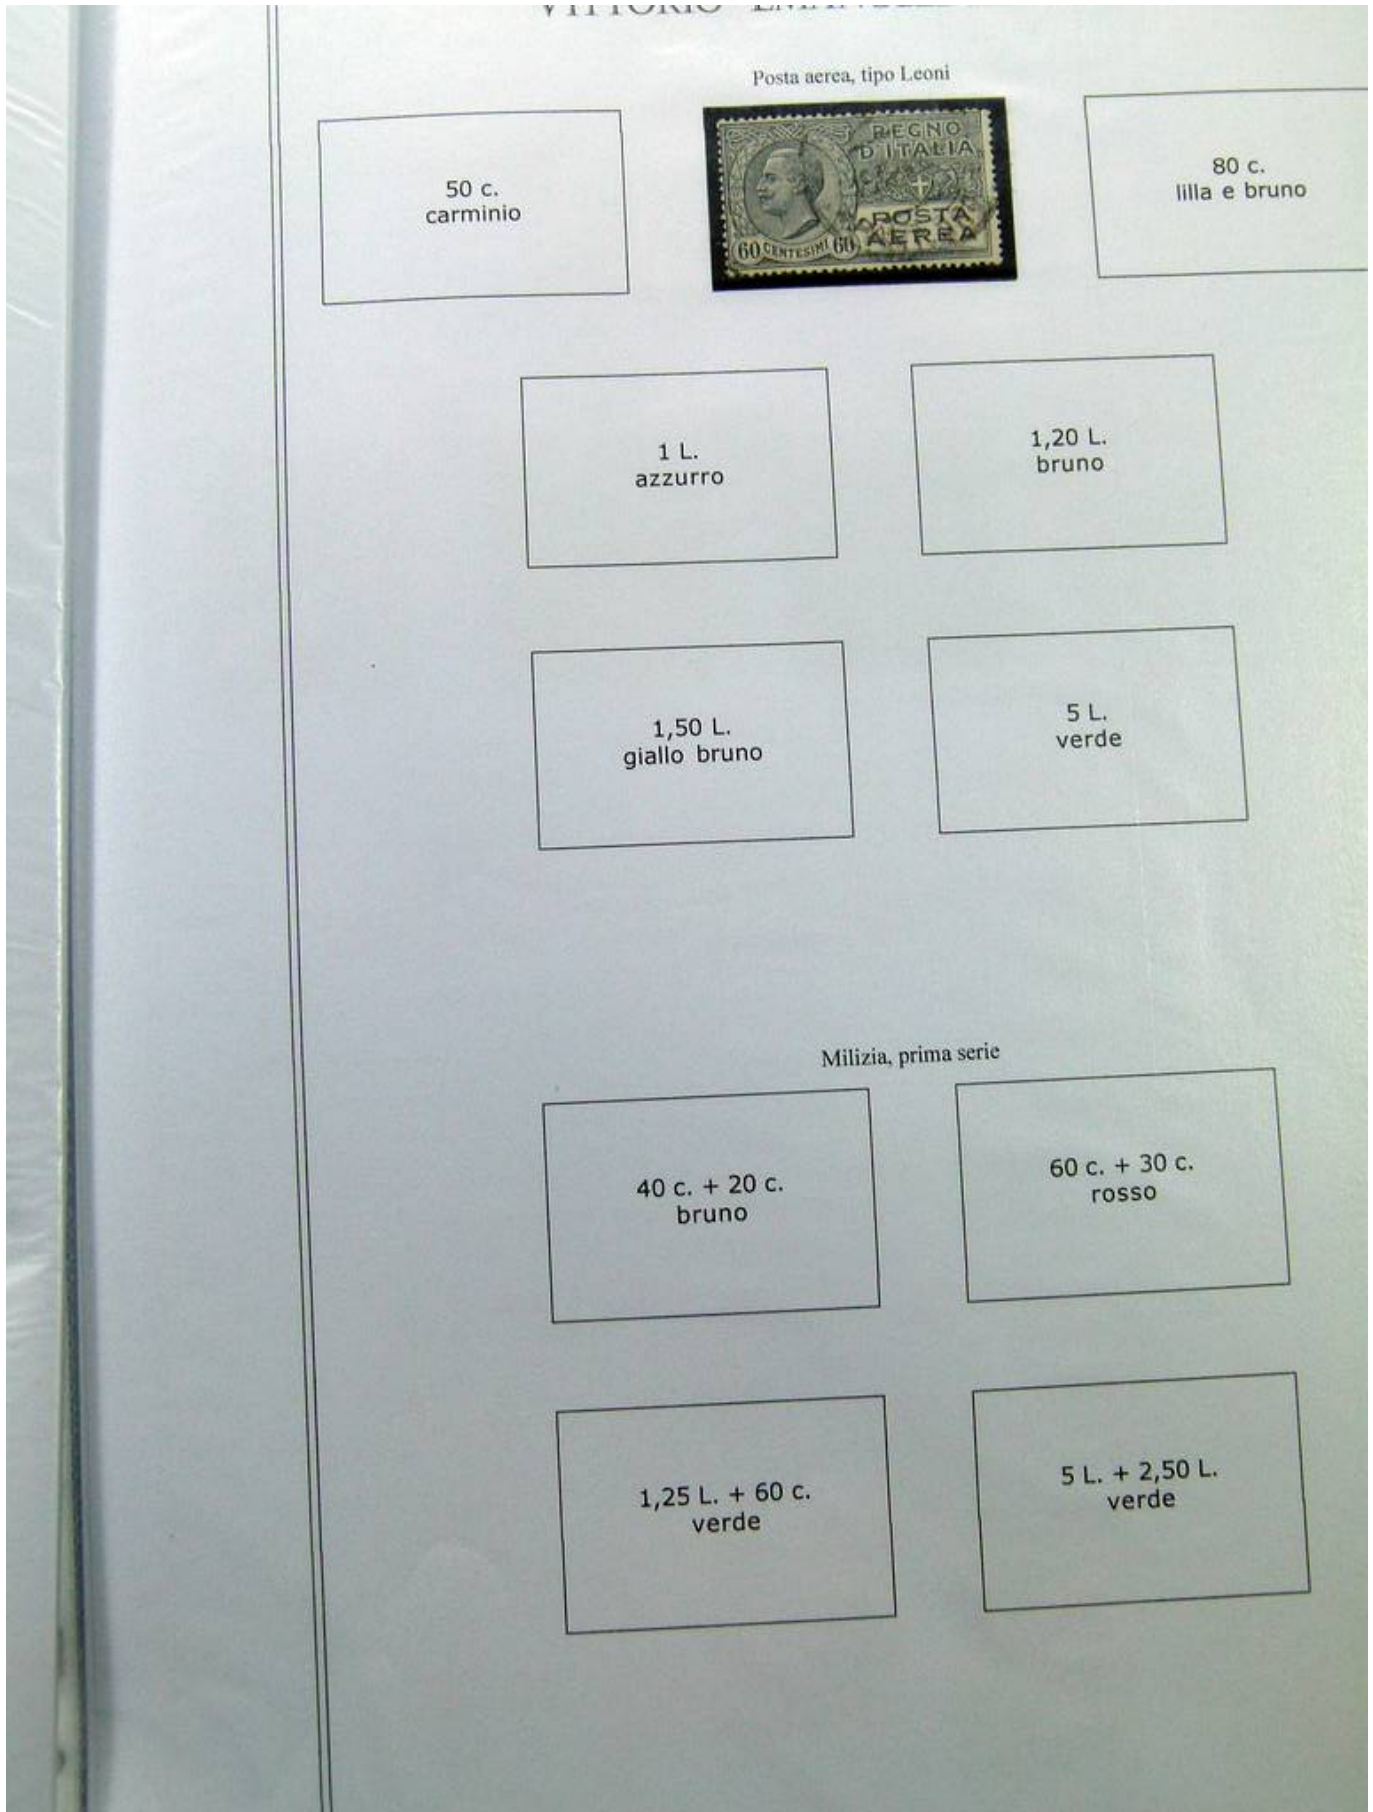 VITTORIO
Posta aerea, tipo Leoni
50 c.
carminio
REGNO
D'ITALIA
POSTA
AEREA
60 CENTESIMI 60
80 c.
lilla e bruno
1 L.
azzurro
1,20 L.
bruno
1,50 L.
giallo bruno
5 L.
verde
Milizia, prima serie
40 c. + 20 c.
bruno
60 c. + 30 c.
rosso
1,25 L. + 60 c.
verde
5 L. + 2,50 L.
verde